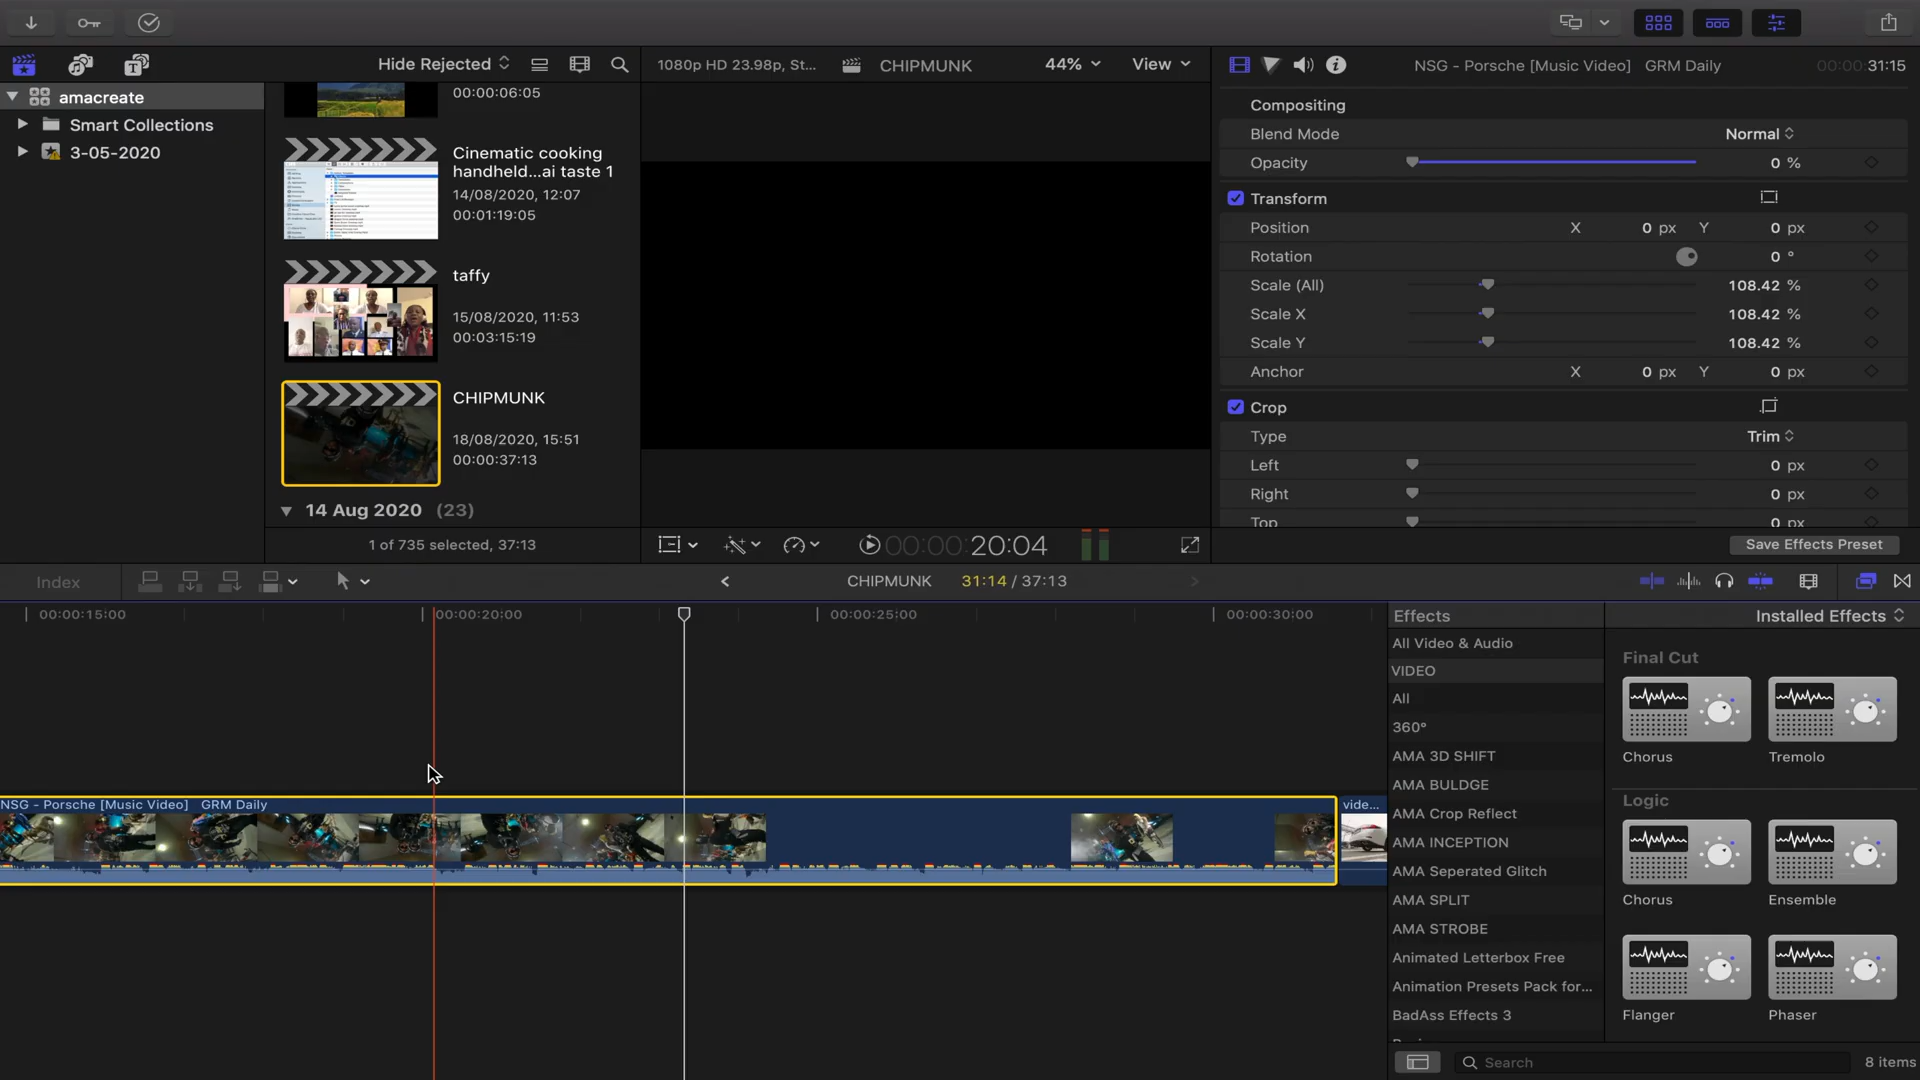 Hide Rejected
1080p HD 23.98p, St...
CHIPMUNK
44%
View
NSG - Porsche [Music Video]   GRM Daily
00:00:31:15
amacreate
Smart Collections
3-05-2020
00:00:06:05
Cinematic cooking
handheld...ai taste 1
14/08/2020, 12:07
00:01:19:05
taffy
15/08/2020, 11:53
00:03:15:19
CHIPMUNK
18/08/2020, 15:51
00:00:37:13
14 Aug 2020 (23)
1 of 735 selected, 37:13
00:00:20:04
Compositing
Blend Mode Normal
Opacity 0 %
Transform
Position X 0 px Y 0 px
Rotation 0 °
Scale (All) 108.42 %
Scale X 108.42 %
Scale Y 108.42 %
Anchor X 0 px Y 0 px
Crop
Type Trim
Left 0 px
Right 0 px
Top 0 px
Save Effects Preset
Index
CHIPMUNK 31:14 / 37:13
00:00:15:00
00:00:20:00
00:00:25:00
00:00:30:00
NSG - Porsche [Music Video]   GRM Daily
vide...
Effects
Installed Effects
All Video & Audio
VIDEO
All
360°
AMA 3D SHIFT
AMA BULDGE
AMA Crop Reflect
AMA INCEPTION
AMA Seperated Glitch
AMA SPLIT
AMA STROBE
Animated Letterbox Free
Animation Presets Pack for...
BadAss Effects 3
Final Cut
Chorus
Tremolo
Logic
Chorus
Ensemble
Flanger
Phaser
Search
8 items